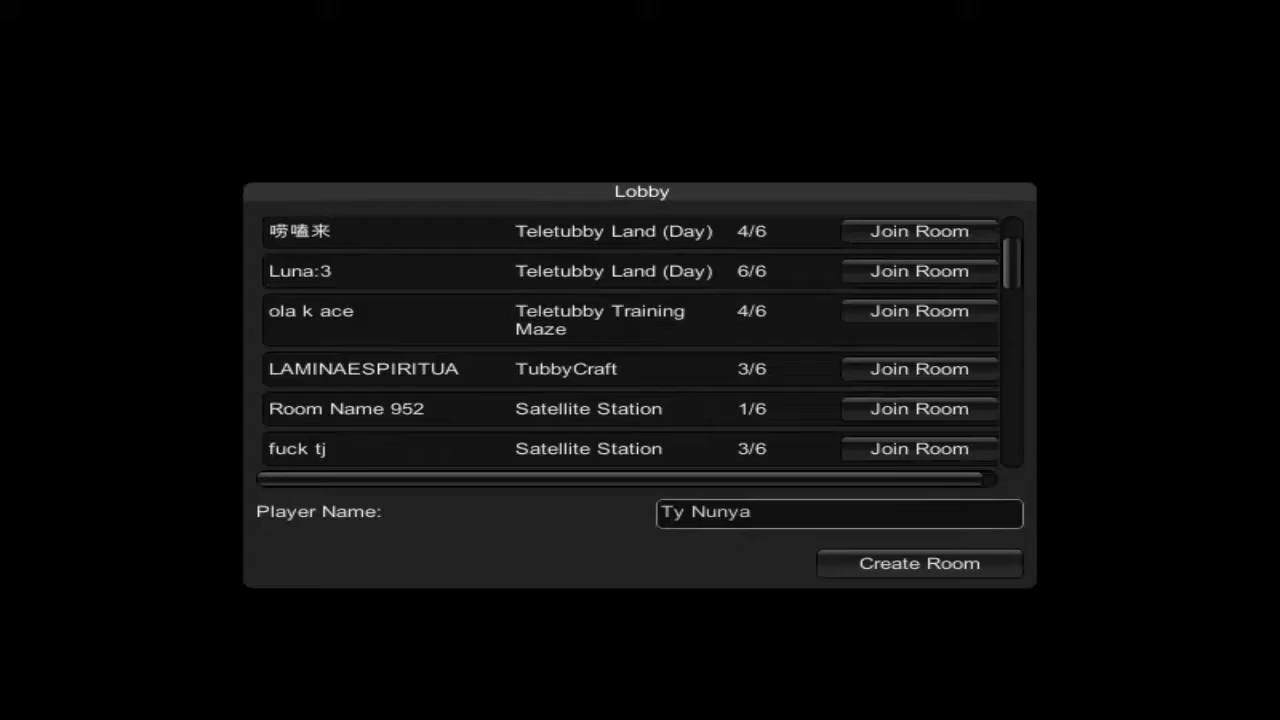 Lobby
唠嗑来 Teletubby Land (Day) 4/6 Join Room
Luna:3 Teletubby Land (Day) 6/6 Join Room
ola k ace Teletubby Training 4/6 Join Room
Maze
LAMINAESPIRITUA TubbyCraft 3/6 Join Room
Room Name 952 Satellite Station 1/6 Join Room
fuck tj Satellite Station 3/6 Join Room
Player Name: Ty Nunya
Create Room